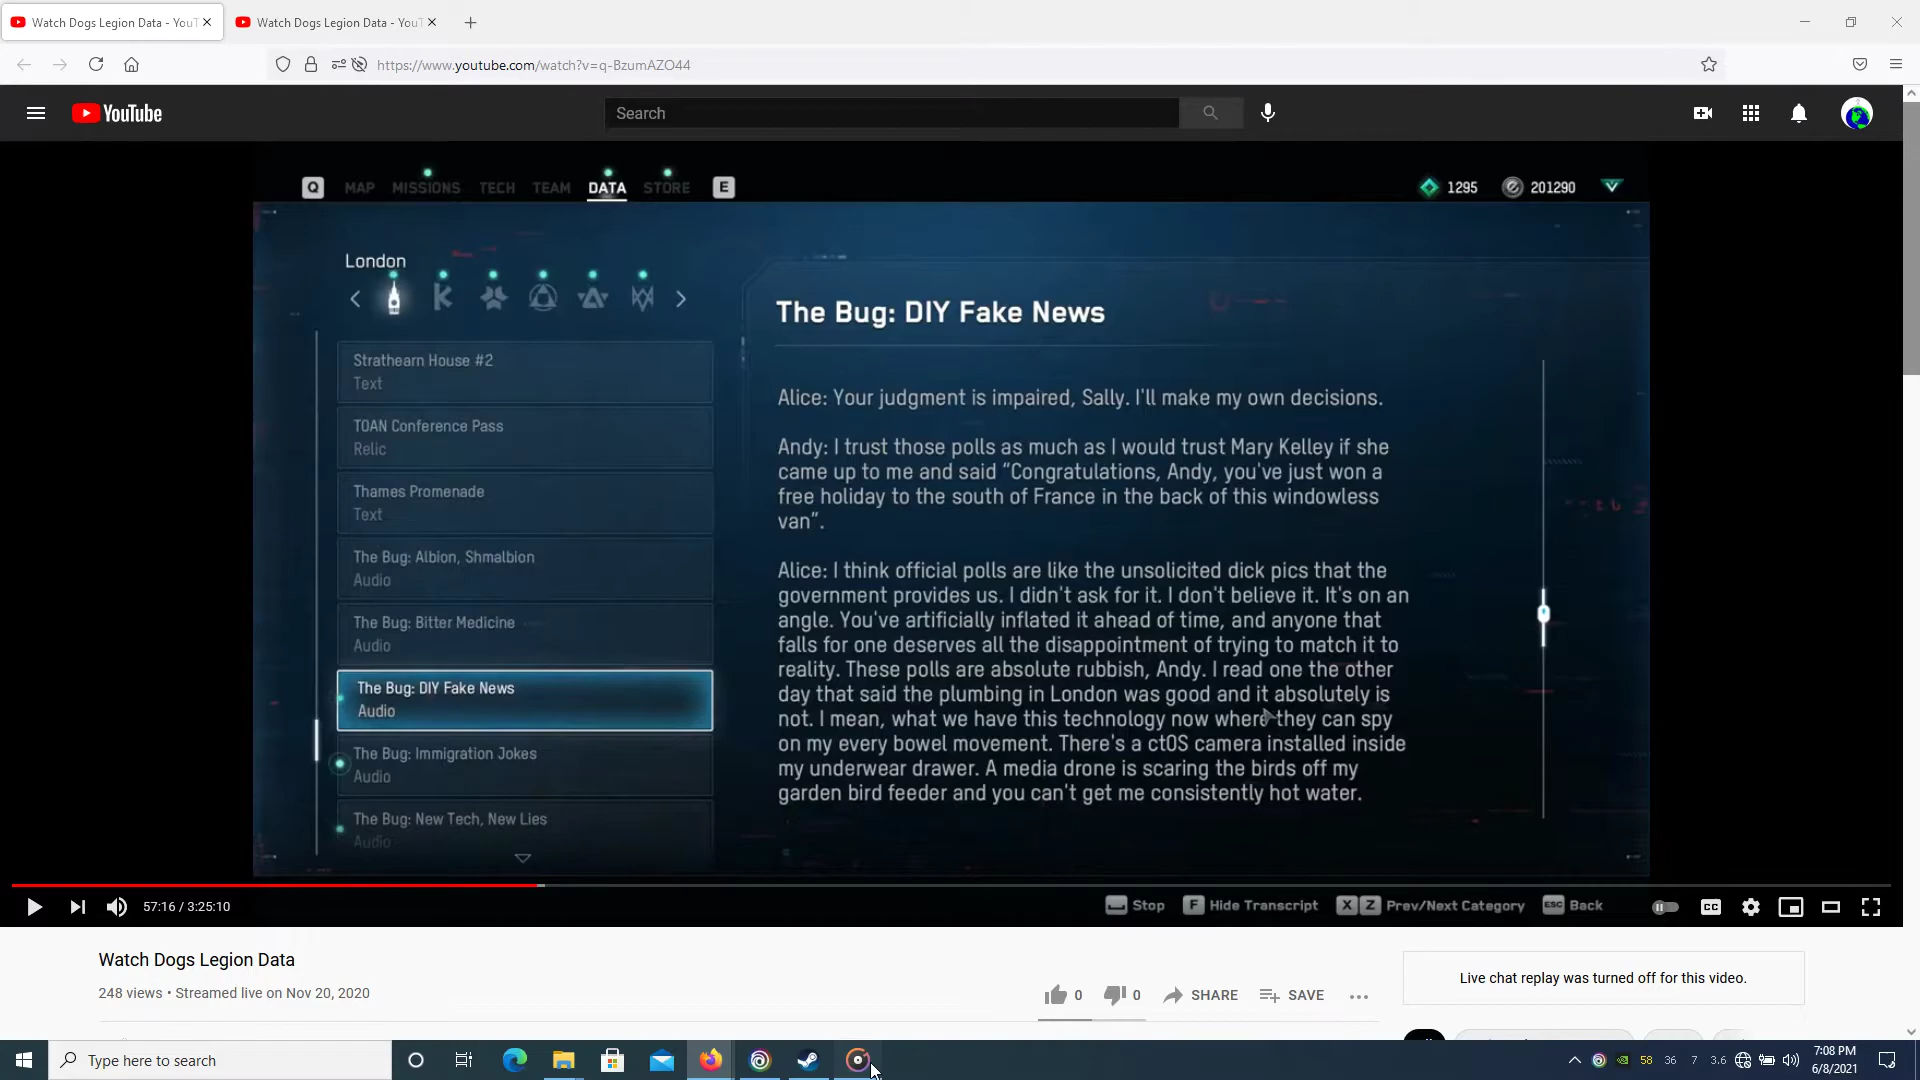 Watch Dogs Legion Data - YouT
Watch Dogs Legion Data - YouT
https://www.youtube.com/watch?v=q-BzumAZO44
YouTube
Search
Q MAP MISSIONS TECH TEAM DATA STORE E
1295 201290
London
Strathearn House #2
Text
TOAN Conference Pass
Relic
Thames Promenade
Text
The Bug: Albion, Shmalbion
Audio
The Bug: Bitter Medicine
Audio
The Bug: DIY Fake News
Audio
The Bug: Immigration Jokes
Audio
The Bug: New Tech, New Lies
Audio
The Bug: DIY Fake News
Alice: Your judgment is impaired, Sally. I'll make my own decisions.
Andy: I trust those polls as much as I would trust Mary Kelley if she
came up to me and said “Congratulations, Andy, you've just won a
free holiday to the south of France in the back of this windowless
van”.
Alice: I think official polls are like the unsolicited dick pics that the
government provides us. I didn't ask for it. I don't believe it. It's on an
angle. You've artificially inflated it ahead of time, and anyone that
falls for one deserves all the disappointment of trying to match it to
reality. These polls are absolute rubbish, Andy. I read one the other
day that said the plumbing in London was good and it absolutely is
not. I mean, what we have this technology now where they can spy
on my every bowel movement. There's a ctOS camera installed inside
my underwear drawer. A media drone is scaring the birds off my
garden bird feeder and you can't get me consistently hot water.
57:16 / 3:25:10
Stop F Hide Transcript X Z Prev/Next Category ESC Back
CC
Watch Dogs Legion Data
248 views • Streamed live on Nov 20, 2020
0 0 SHARE SAVE
Live chat replay was turned off for this video.
Type here to search
58 36 7 3.6
7:08 PM
6/8/2021